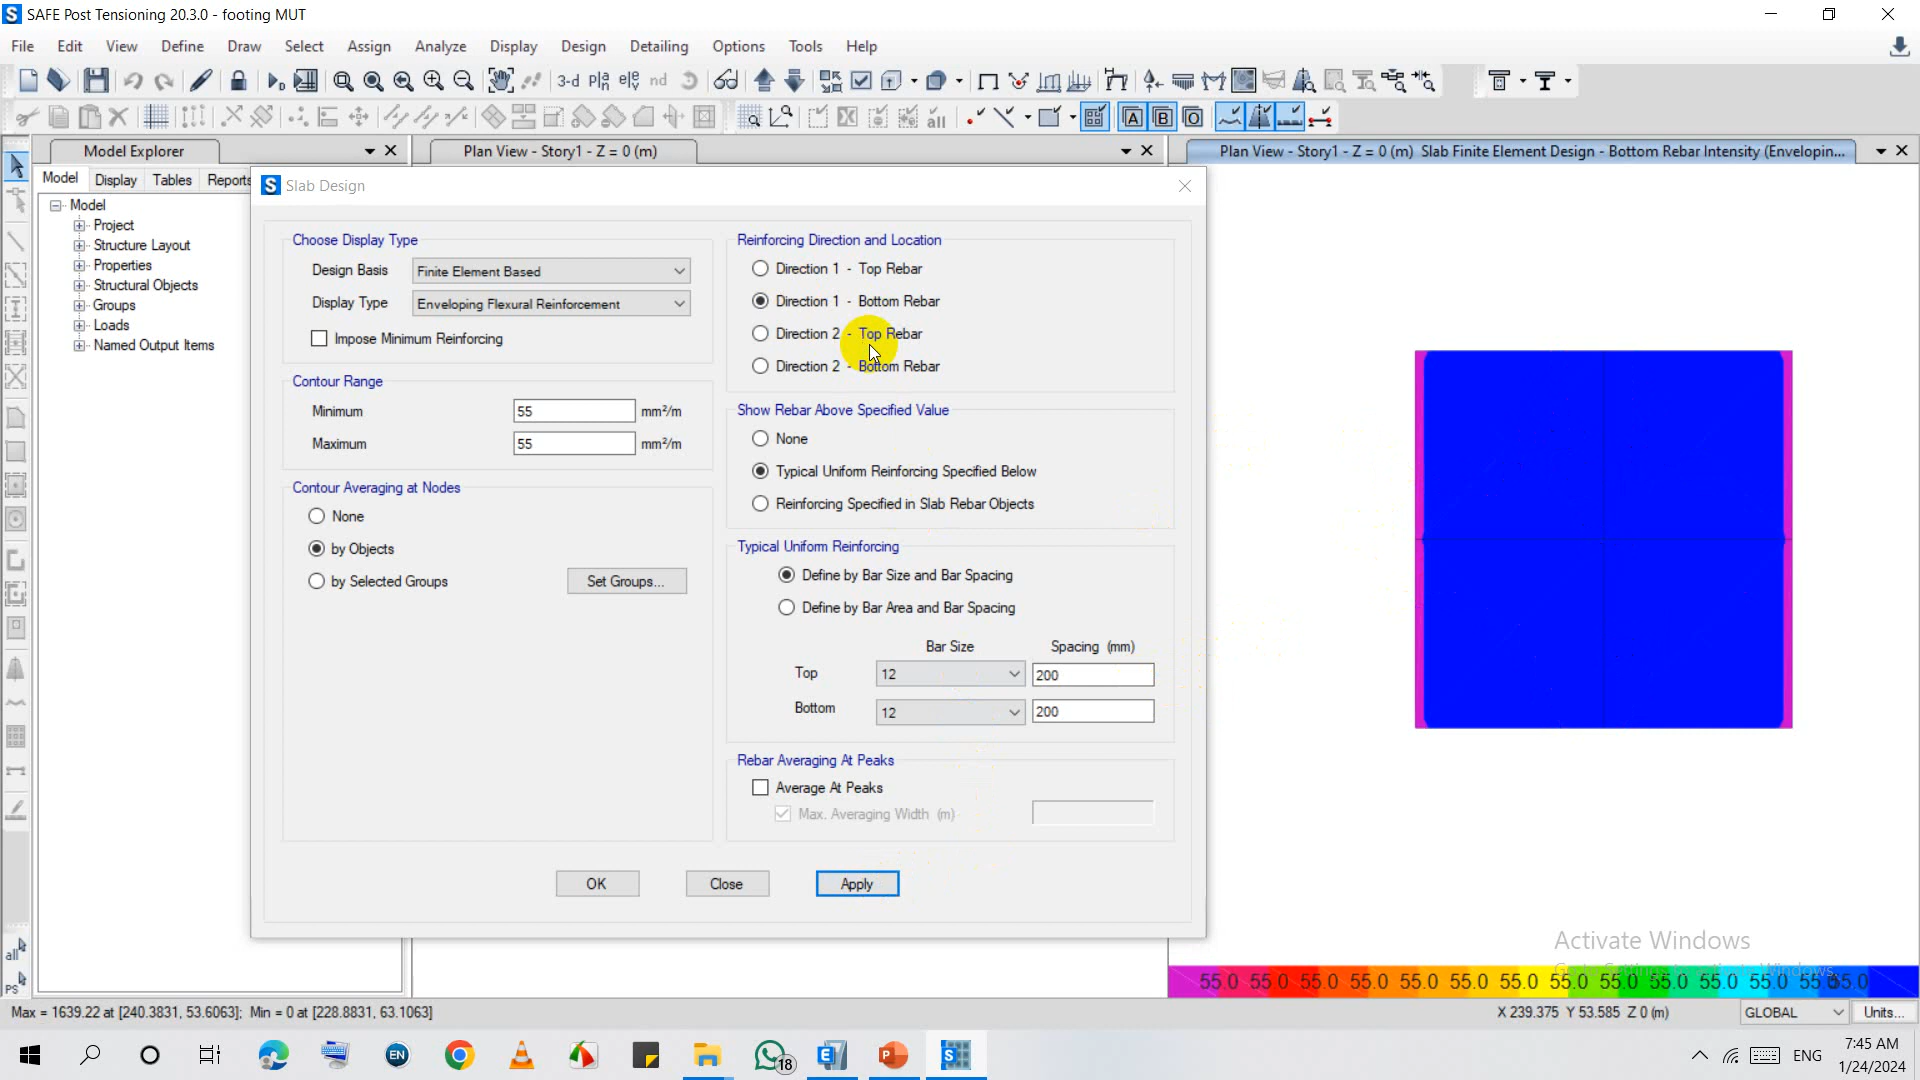 SAFE Post Tensioning 20.3.0 - footing MUT
File Edit View Define Draw Select Assign Analyze Display Design Detailing Options Tools Help
3-d nd
all A B O
Model Explorer
Plan View - Story1 - Z = 0 (m)
Plan View - Story1 - Z = 0 (m) Slab Finite Element Design - Bottom Rebar Intensity (Envelopin...
Model Display Tables Reports
Model
Project
Structure Layout
Properties
Structural Objects
Groups
Loads
Named Output Items
Slab Design
Choose Display Type
Design Basis Finite Element Based
Display Type Enveloping Flexural Reinforcement
Impose Minimum Reinforcing
Contour Range
Minimum 55 mm²/m
Maximum 55 mm²/m
Contour Averaging at Nodes
None
by Objects
by Selected Groups Set Groups...
Reinforcing Direction and Location
Direction 1 - Top Rebar
Direction 1 - Bottom Rebar
Direction 2 - Top Rebar
Direction 2 - Bottom Rebar
Show Rebar Above Specified Value
None
Typical Uniform Reinforcing Specified Below
Reinforcing Specified in Slab Rebar Objects
Typical Uniform Reinforcing
Define by Bar Size and Bar Spacing
Define by Bar Area and Bar Spacing
Bar Size Spacing (mm)
Top 12 200
Bottom 12 200
Rebar Averaging At Peaks
Average At Peaks
Max. Averaging Width (m)
OK Close Apply
all
PS
Activate Windows
55.0 55.0 55.0 55.0 55.0 55.0 55.0 55.0 55.0 55.0 55.0 55.0 55.0
Max = 1639.22 at [240.3831, 53.6063]; Min = 0 at [228.8831, 63.1063]
X 239.375 Y 53.585 Z 0 (m)
GLOBAL
Units...
EN
18
ENG
7:45 AM
1/24/2024